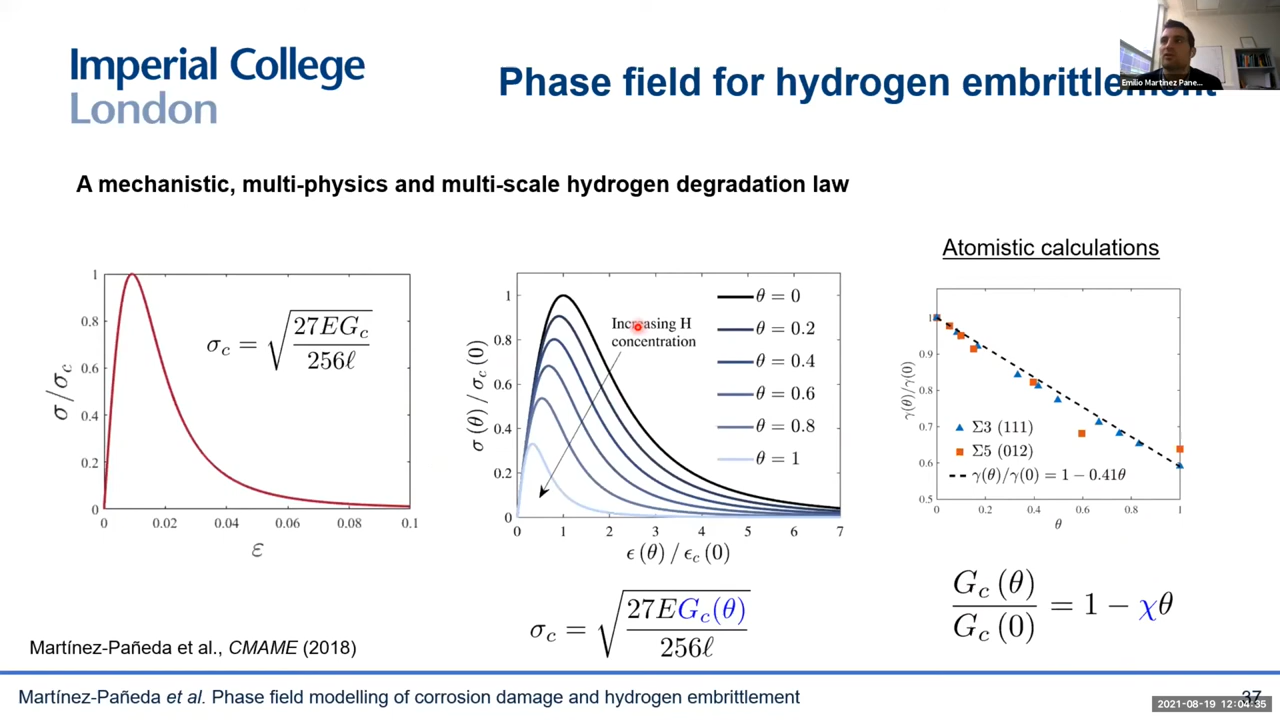 Imperial College
London
Phase field for hydrogen embrittlement
Emilio Martínez Pañe...
A mechanistic, multi-physics and multi-scale hydrogen degradation law
σ/σc
1
0.8
0.6
0.4
0.2
0
0 0.02 0.04 0.06 0.08 0.1
ε
σc = √(27EGc / 256ℓ)
σ(θ) / σc(0)
1
0.8
0.6
0.4
0.2
0
0 1 2 3 4 5 6 7
ϵ(θ) / ϵc(0)
Increasing H
concentration
θ = 0
θ = 0.2
θ = 0.4
θ = 0.6
θ = 0.8
θ = 1
σc = √(27EGc(θ) / 256ℓ)
Atomistic calculations
γ(θ)/γ(0)
1
0.9
0.8
0.7
0.6
0.5
0 0.2 0.4 0.6 0.8 1
θ
Σ3 (111)
Σ5 (012)
γ(θ)/γ(0) = 1 − 0.41θ
Gc(θ) / Gc(0) = 1 − χθ
Martínez-Pañeda et al., CMAME (2018)
Martínez-Pañeda et al. Phase field modelling of corrosion damage and hydrogen embrittlement
37
2021-08-19 12:04:35